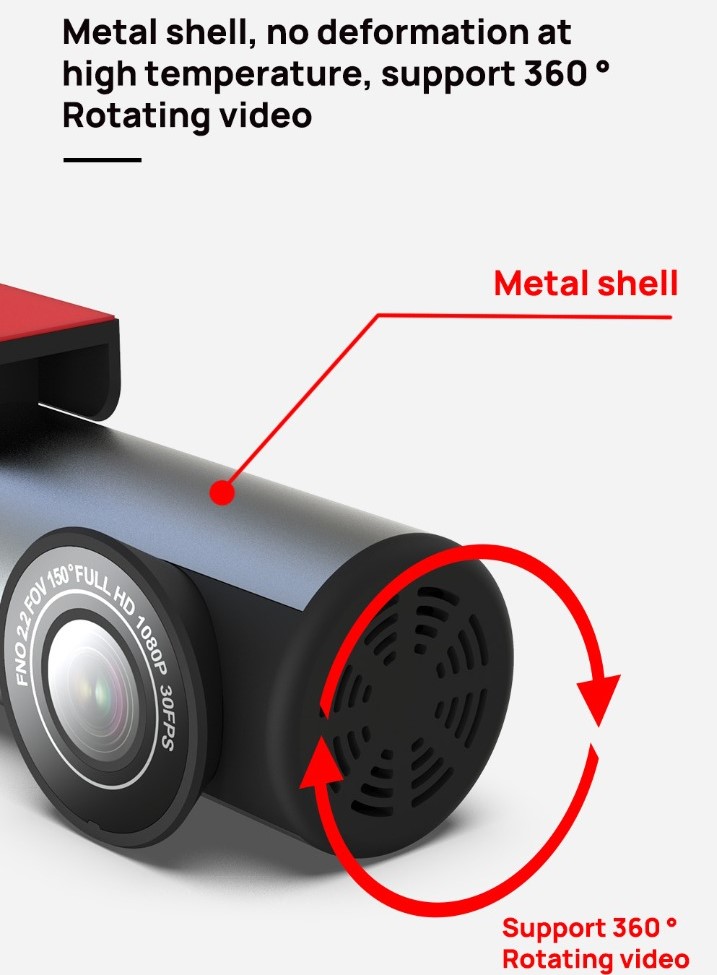 Metal shell, no deformation at
high temperature, support 360 °
Rotating video
Metal shell
FNO 2.2 FOV 150° FULL HD 1080P 30FPS
Support 360 °
Rotating video